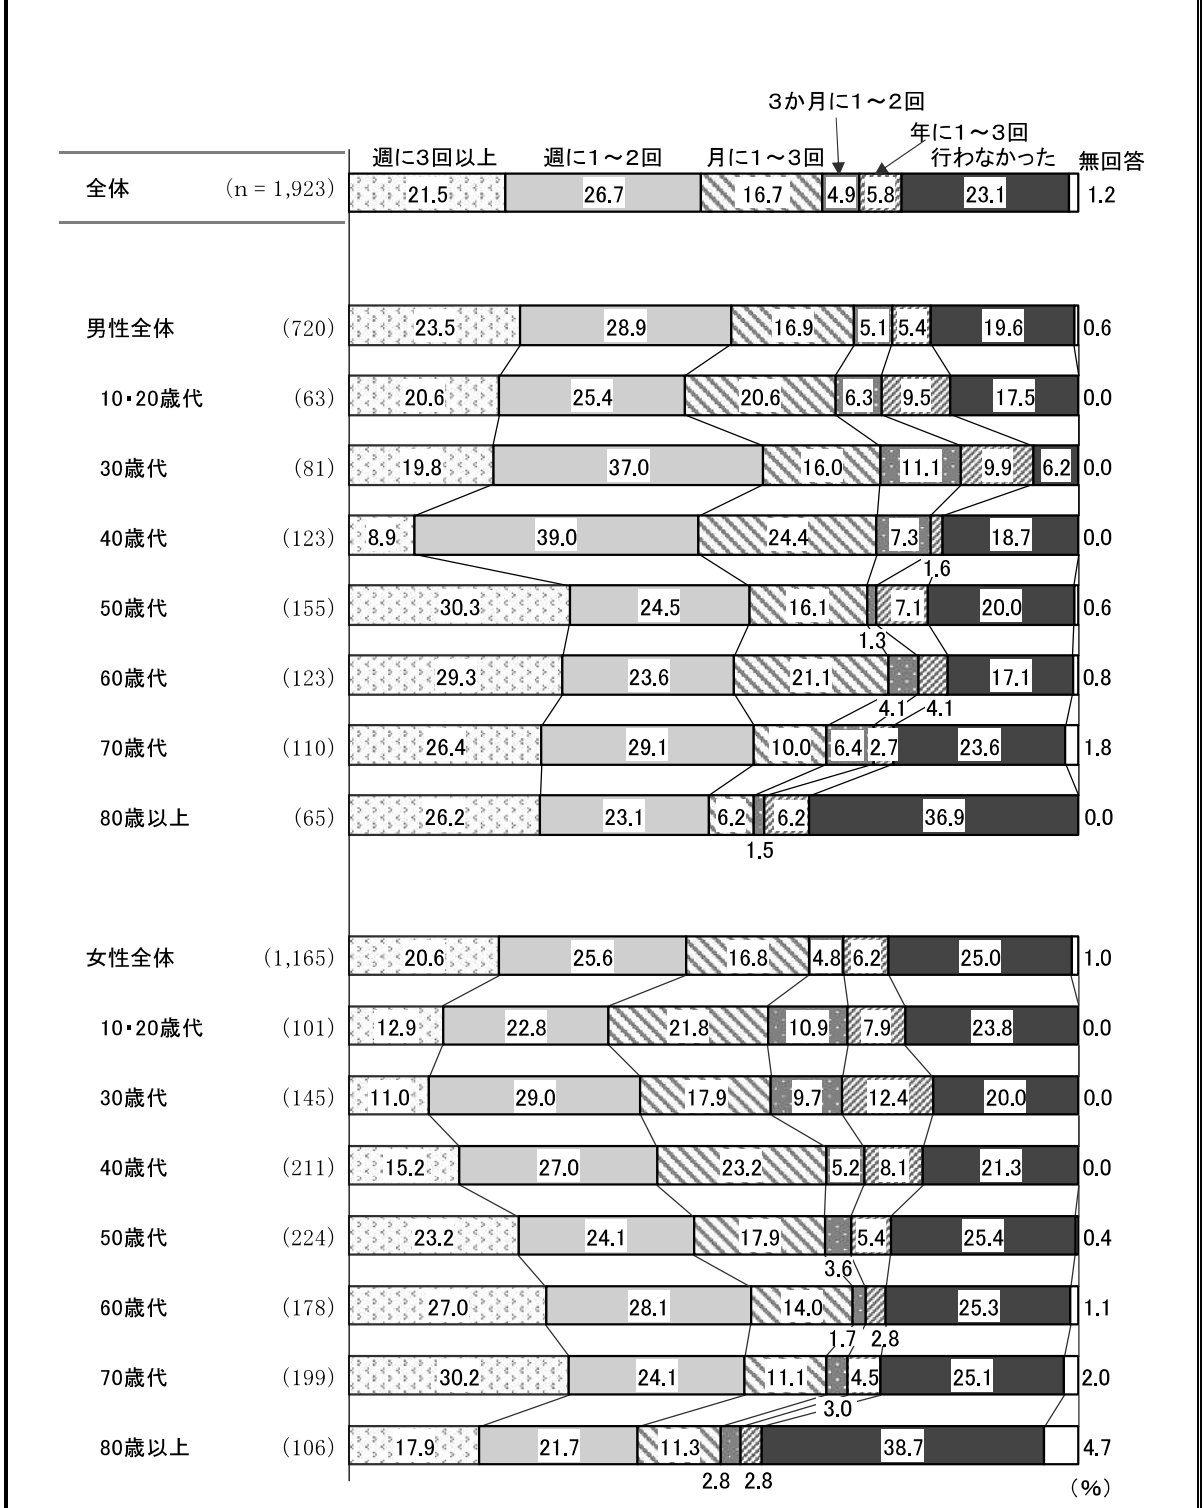 3か月に1～2回
年に1～3回
週に3回以上 週に1～2回 月に1～3回 行わなかった 無回答
全体 (n = 1,923) 21.5 26.7 16.7 4.9 5.8 23.1 1.2
男性全体 (720) 23.5 28.9 16.9 5.1 5.4 19.6 0.6
10・20歳代 (63) 20.6 25.4 20.6 6.3 9.5 17.5 0.0
30歳代 (81) 19.8 37.0 16.0 11.1 9.9 6.2 0.0
40歳代 (123) 8.9 39.0 24.4 7.3 18.7 0.0
1.6
50歳代 (155) 30.3 24.5 16.1 7.1 20.0 0.6
1.3
60歳代 (123) 29.3 23.6 21.1 17.1 0.8
4.1 4.1
70歳代 (110) 26.4 29.1 10.0 6.4 2.7 23.6 1.8
80歳以上 (65) 26.2 23.1 6.2 6.2 36.9 0.0
1.5
女性全体 (1,165) 20.6 25.6 16.8 4.8 6.2 25.0 1.0
10・20歳代 (101) 12.9 22.8 21.8 10.9 7.9 23.8 0.0
30歳代 (145) 11.0 29.0 17.9 9.7 12.4 20.0 0.0
40歳代 (211) 15.2 27.0 23.2 5.2 8.1 21.3 0.0
50歳代 (224) 23.2 24.1 17.9 5.4 25.4 0.4
3.6
60歳代 (178) 27.0 28.1 14.0 25.3 1.1
1.7 2.8
70歳代 (199) 30.2 24.1 11.1 4.5 25.1 2.0
3.0
80歳以上 (106) 17.9 21.7 11.3 38.7 4.7
2.8 2.8
(%)